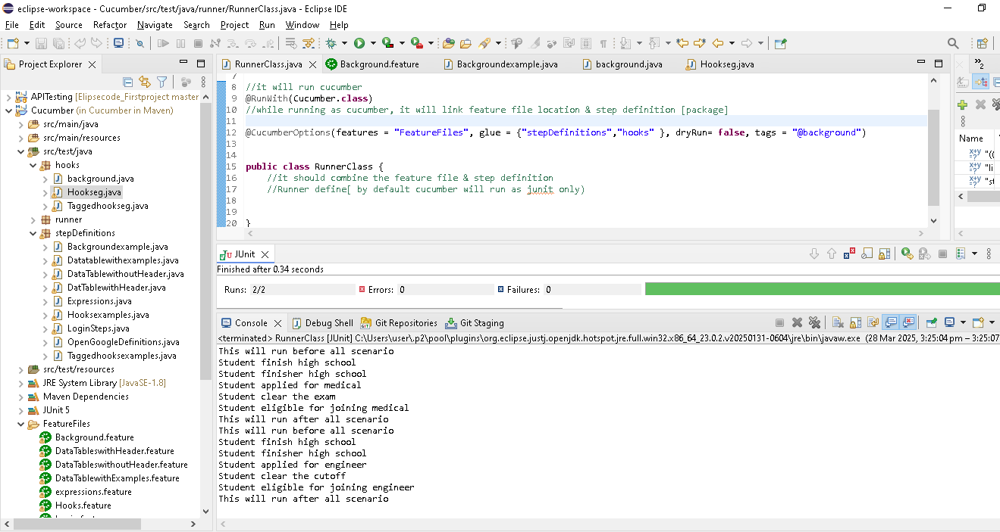 eclipse-workspace - Cucumber/src/test/java/runner/RunnerClass.java - Eclipse IDE
File Edit Source Refactor Navigate Search Project Run Window Help
Project Explorer
APITesting [Elipsecode_Firstproject master
Cucumber (in Cucumber in Maven)
src/main/java
src/main/resources
src/test/java
hooks
background.java
Hookseg.java
Taggedhookseg.java
runner
stepDefinitions
Backgroundexample.java
Datatablewithexamples.java
DataTablewithoutHeader.java
DatTablewithHeader.java
Expressions.java
Hooksexamples.java
LoginSteps.java
OpenGoogleDefinitions.java
Taggedhooksexamples.java
src/test/resources
JRE System Library [JavaSE-1.8]
Maven Dependencies
JUnit 5
FeatureFiles
Background.feature
DataTableswithHeader.feature
DataTableswithoutHeader.feature
DataTablewithExamples.feature
expressions.feature
Hooks.feature
RunnerClass.java Background.feature Backgroundexample.java background.java Hookseg.java
7
8 //it will run cucumber
9 @RunWith(Cucumber.class)
10 //while running as cucumber, it will link feature file location & step definition [package]
11
12 @CucumberOptions(features = "FeatureFiles", glue = {"stepDefinitions","hooks" }, dryRun= false, tags = "@background")
13
14
15 public class RunnerClass {
16 //it should combine the feature file & step definition
17 //Runner define[ by default cucumber will run as junit only)
18
19
20 }
2
Name
x+y =? "((
x+y =? "li
x+y =? "st
JUnit
Finished after 0.34 seconds
Runs: 2/2 Errors: 0 Failures: 0
Console Debug Shell Git Repositories Git Staging
<terminated> RunnerClass [JUnit] C:\Users\user\.p2\pool\plugins\org.eclipse.justj.openjdk.hotspot.jre.full.win32.x86_64_23.0.2.v20250131-0604\jre\bin\javaw.exe (28 Mar 2025, 3:25:04 pm – 3:25:07
This will run before all scenario
Student finish high school
Student finisher high school
Student applied for medical
Student clear the exam
Student eligible for joining medical
This will run after all scenario
This will run before all scenario
Student finish high school
Student finisher high school
Student applied for engineer
Student clear the cutoff
Student eligible for joining engineer
This will run after all scenario